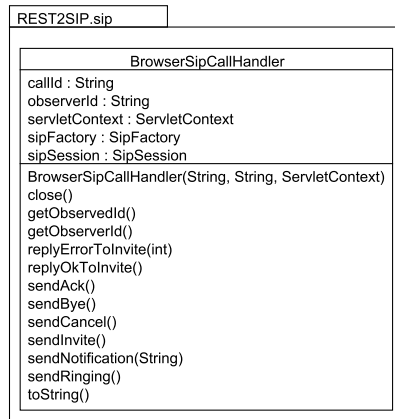 REST2SIP.sip
BrowserSipCallHandler
callId : String
observerId : String
servletContext : ServletContext
sipFactory : SipFactory
sipSession : SipSession
BrowserSipCallHandler(String, String, ServletContext)
close()
getObservedId()
getObserverId()
replyErrorToInvite(int)
replyOkToInvite()
sendAck()
sendBye()
sendCancel()
sendInvite()
sendNotification(String)
sendRinging()
toString()